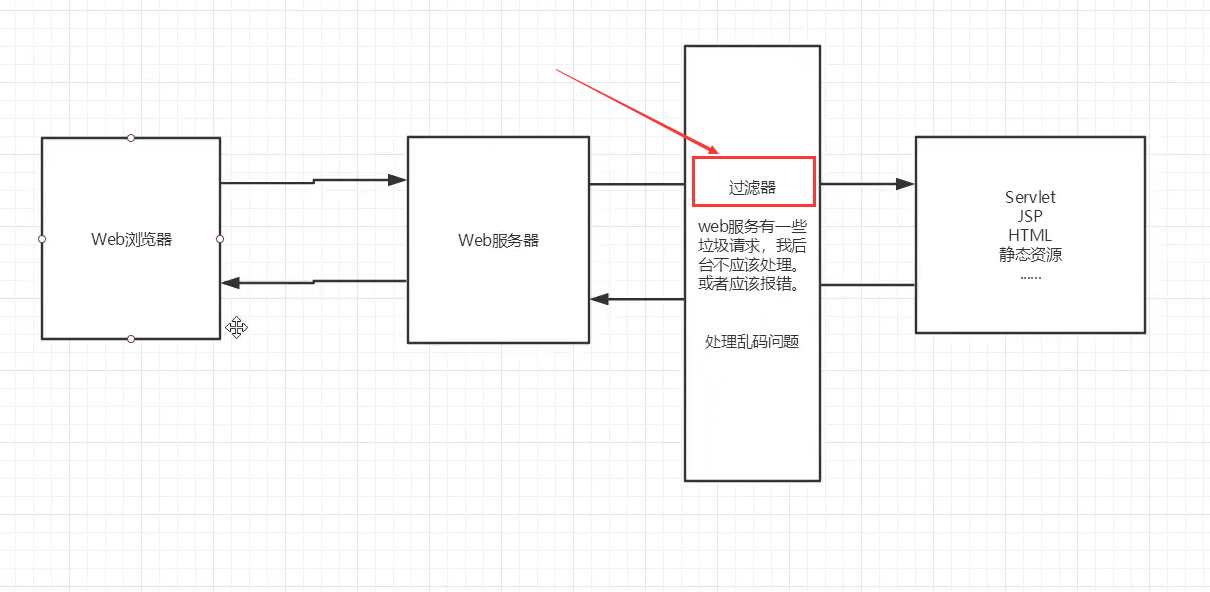 Web浏览器
Web服务器
过滤器
web服务有一些
垃圾请求，我后
台不应该处理。
或者应该报错。
处理乱码问题
Servlet
JSP
HTML
静态资源
......